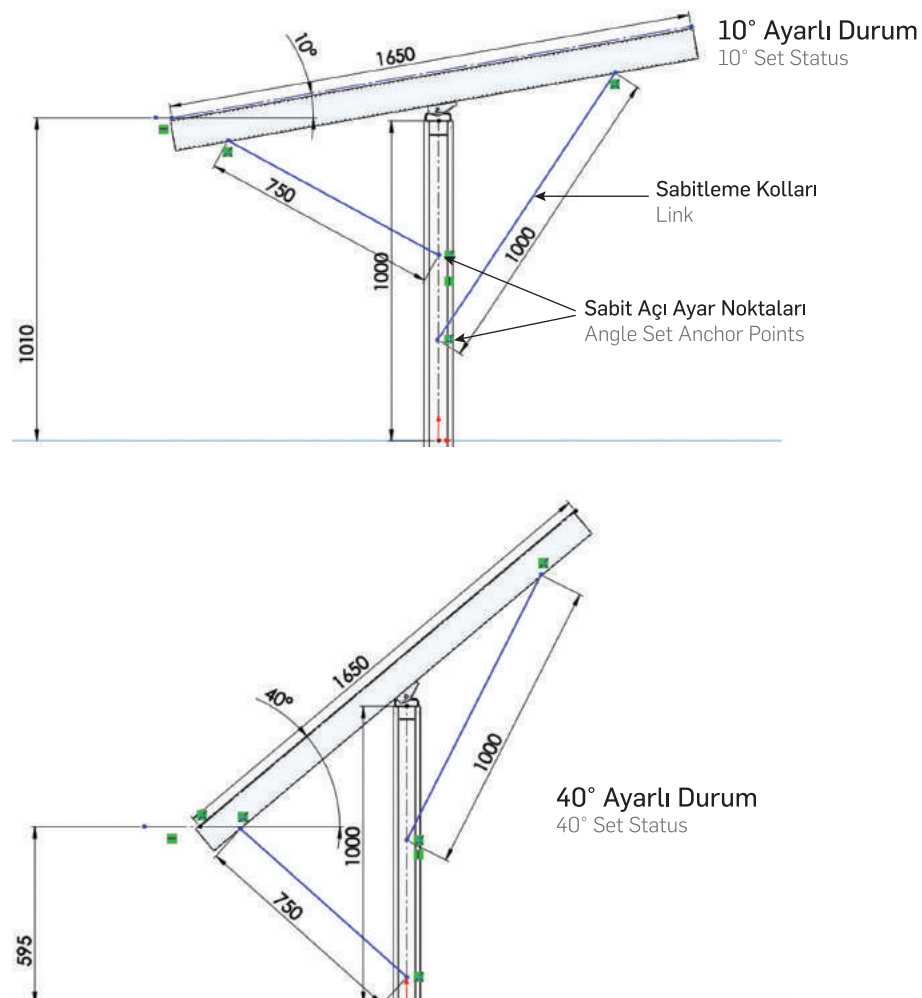 10° Ayarlı Durum
10° Set Status
10°
1650
750
1000
1000
1010
Sabitleme Kolları
Link
Sabit Açı Ayar Noktaları
Angle Set Anchor Points
1650
40°
1000
1000
750
595
40° Ayarlı Durum
40° Set Status